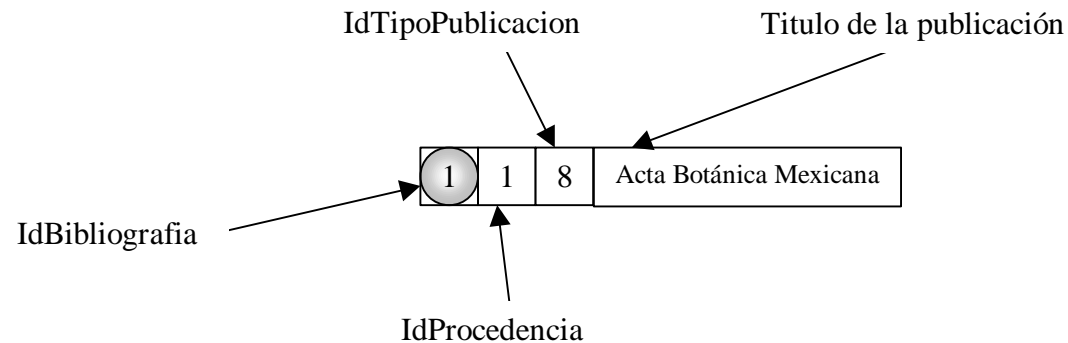 IdTipoPublicacion
Titulo de la publicación
1 1 8 Acta Botánica Mexicana
IdBibliografia
IdProcedencia